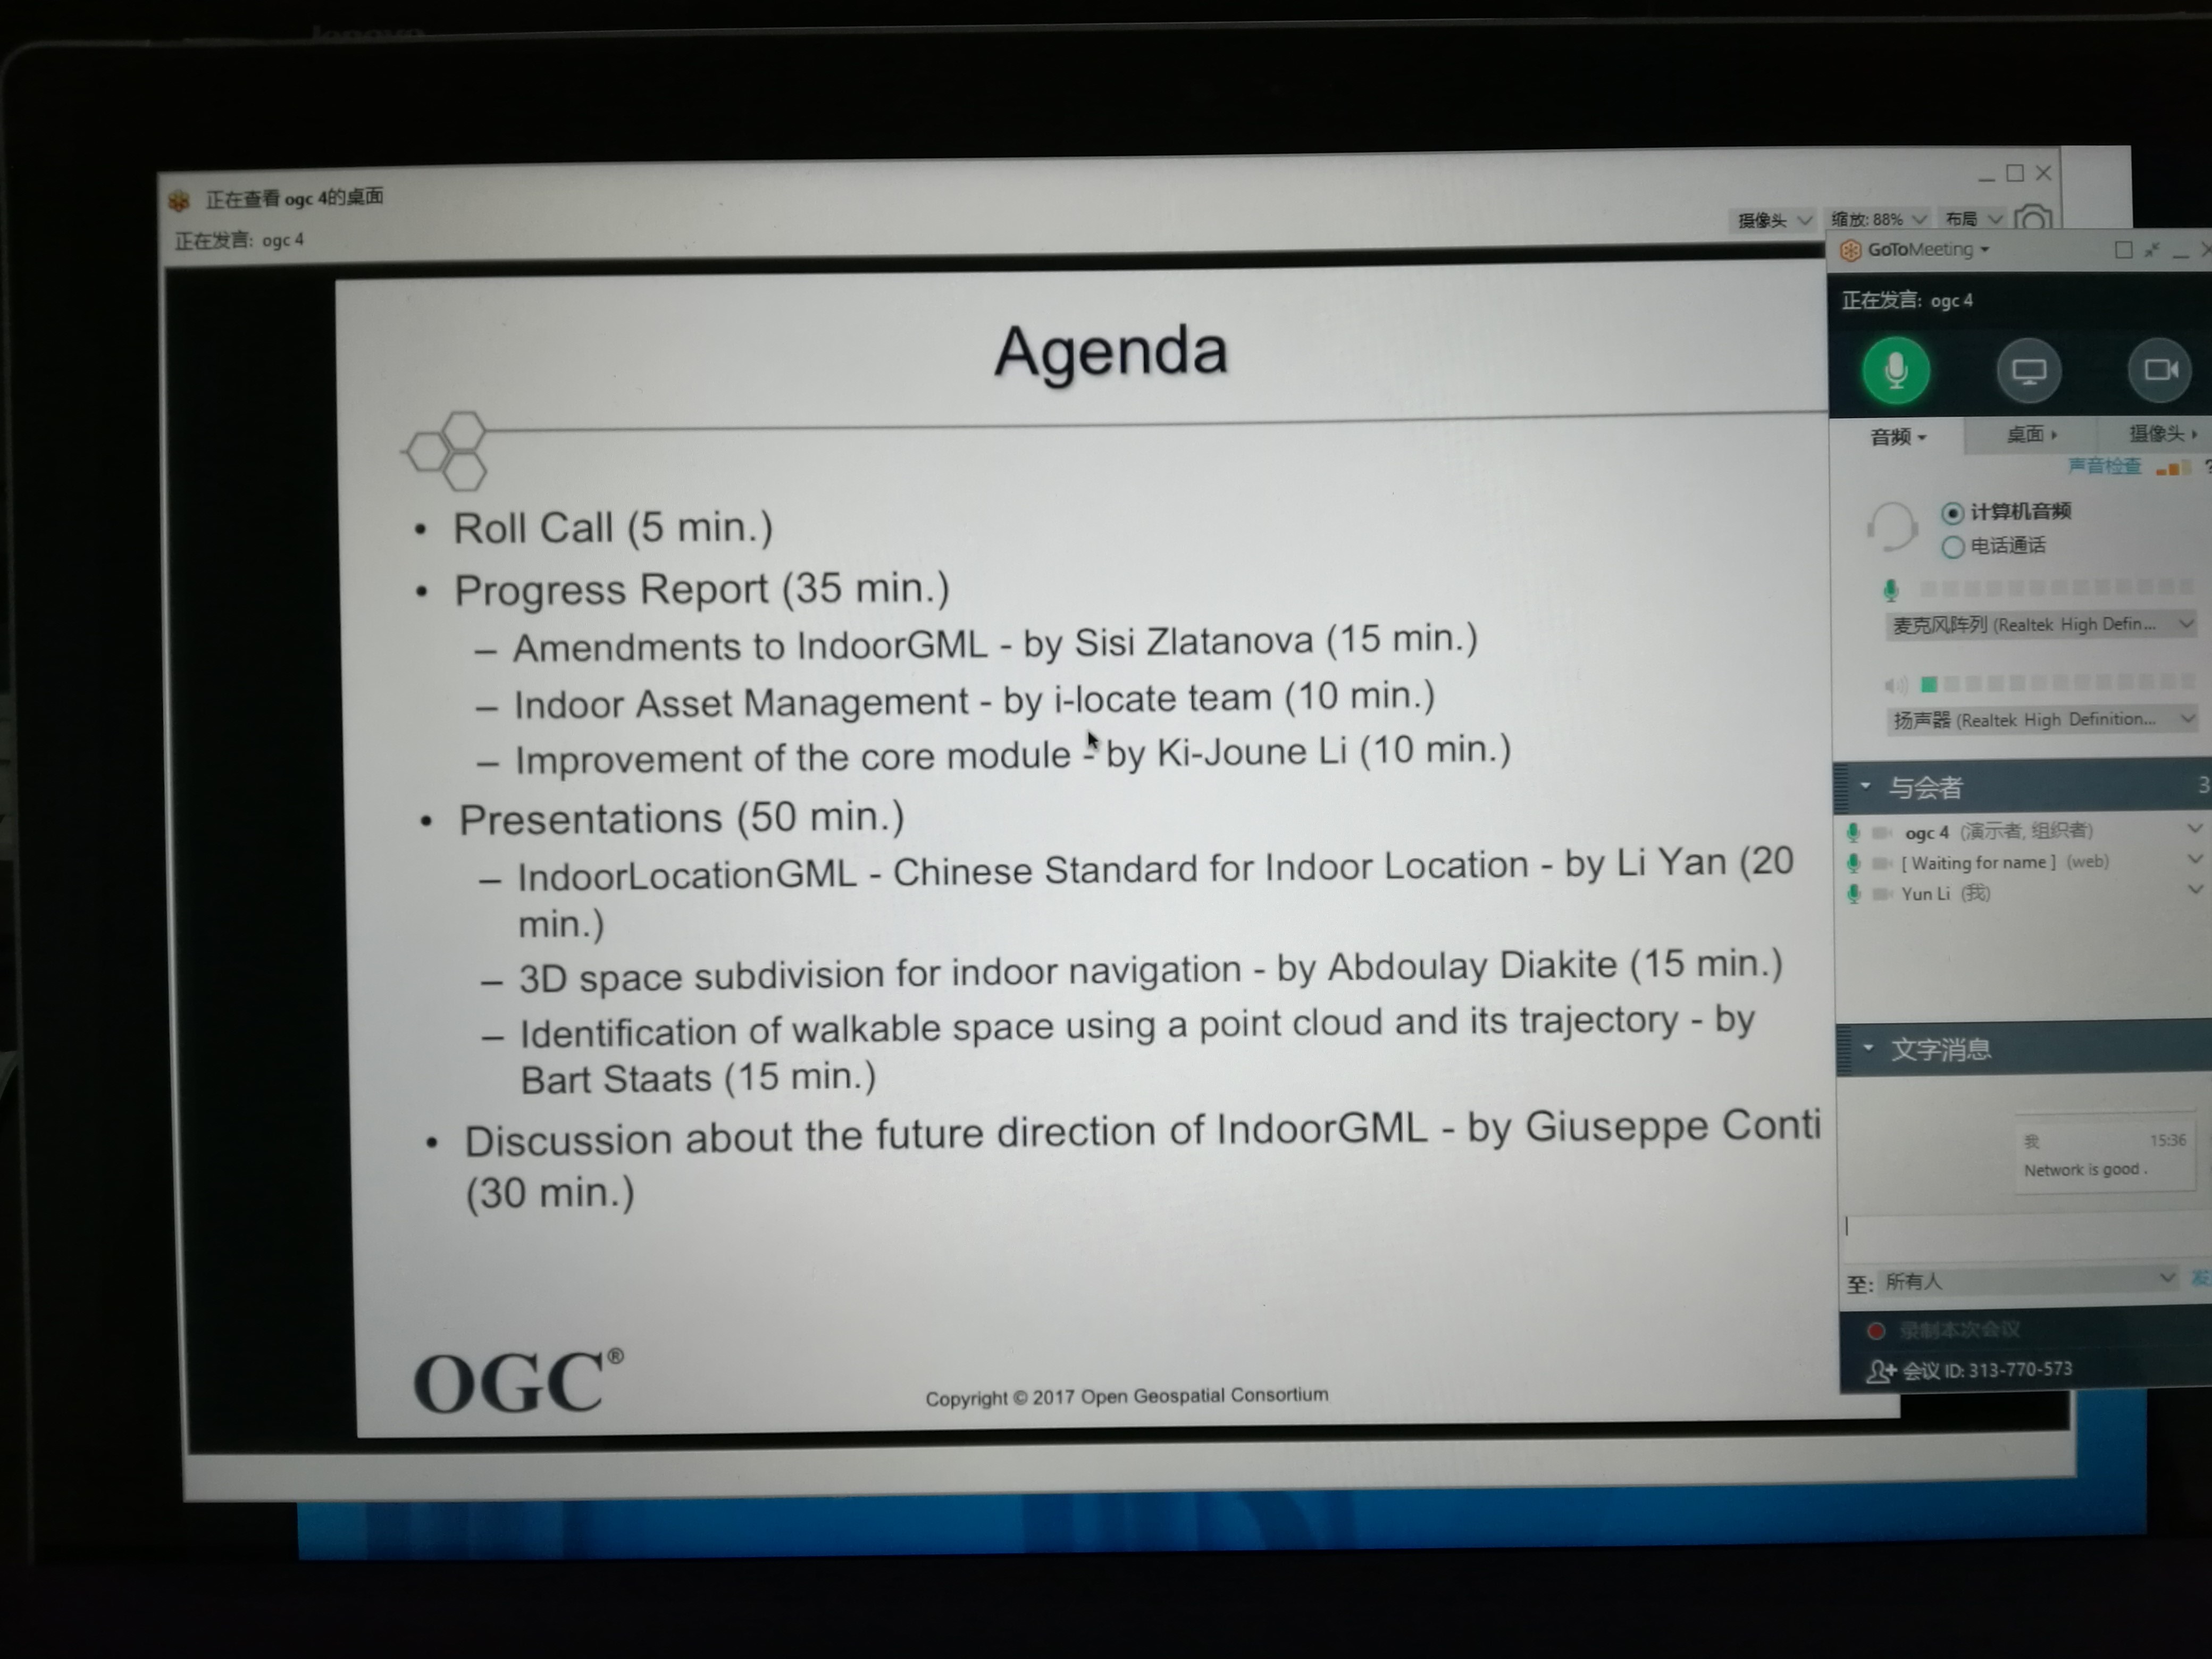 lenovo
正在查看 ogc 4的桌面
正在发言: ogc 4
摄像头 缩放: 88% 布局
Agenda
• Roll Call (5 min.)
• Progress Report (35 min.)
– Amendments to IndoorGML - by Sisi Zlatanova (15 min.)
– Indoor Asset Management - by i-locate team (10 min.)
– Improvement of the core module - by Ki-Joune Li (10 min.)
• Presentations (50 min.)
– IndoorLocationGML - Chinese Standard for Indoor Location - by Li Yan (20
min.)
– 3D space subdivision for indoor navigation - by Abdoulay Diakite (15 min.)
– Identification of walkable space using a point cloud and its trajectory - by
Bart Staats (15 min.)
• Discussion about the future direction of IndoorGML - by Giuseppe Conti
(30 min.)
OGC®
Copyright © 2017 Open Geospatial Consortium
GoToMeeting
正在发言: ogc 4
音频 桌面 摄像头
声音检查 ?
计算机音频
电话通话
麦克风阵列 (Realtek High Defin...
扬声器 (Realtek High Definition...
与会者 3
ogc 4 (演示者, 组织者)
[ Waiting for name ] (web)
Yun Li (我)
文字消息
我 15:36
Network is good .
至: 所有人
录制本次会议
会议 ID: 313-770-573